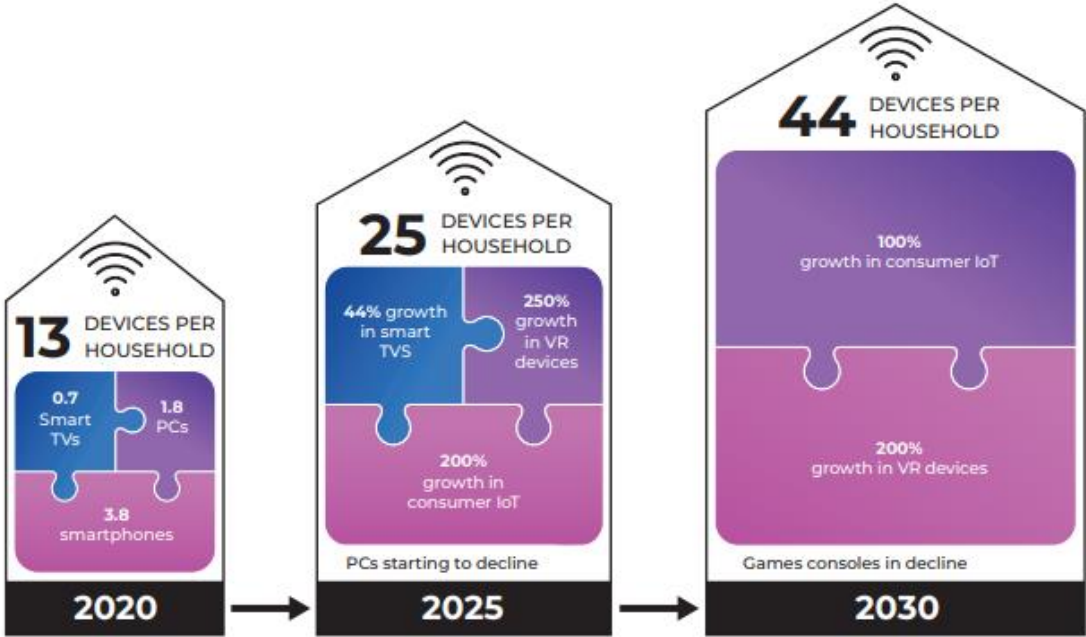 13 DEVICES PER
HOUSEHOLD
0.7
Smart
TVs
1.8
PCs
3.8
smartphones
2020
25 DEVICES PER
HOUSEHOLD
44% growth
in smart
TVS
250%
growth
in VR
devices
200%
growth in
consumer IoT
PCs starting to decline
2025
44 DEVICES PER
HOUSEHOLD
100%
growth in consumer IoT
200%
growth in VR devices
Games consoles in decline
2030